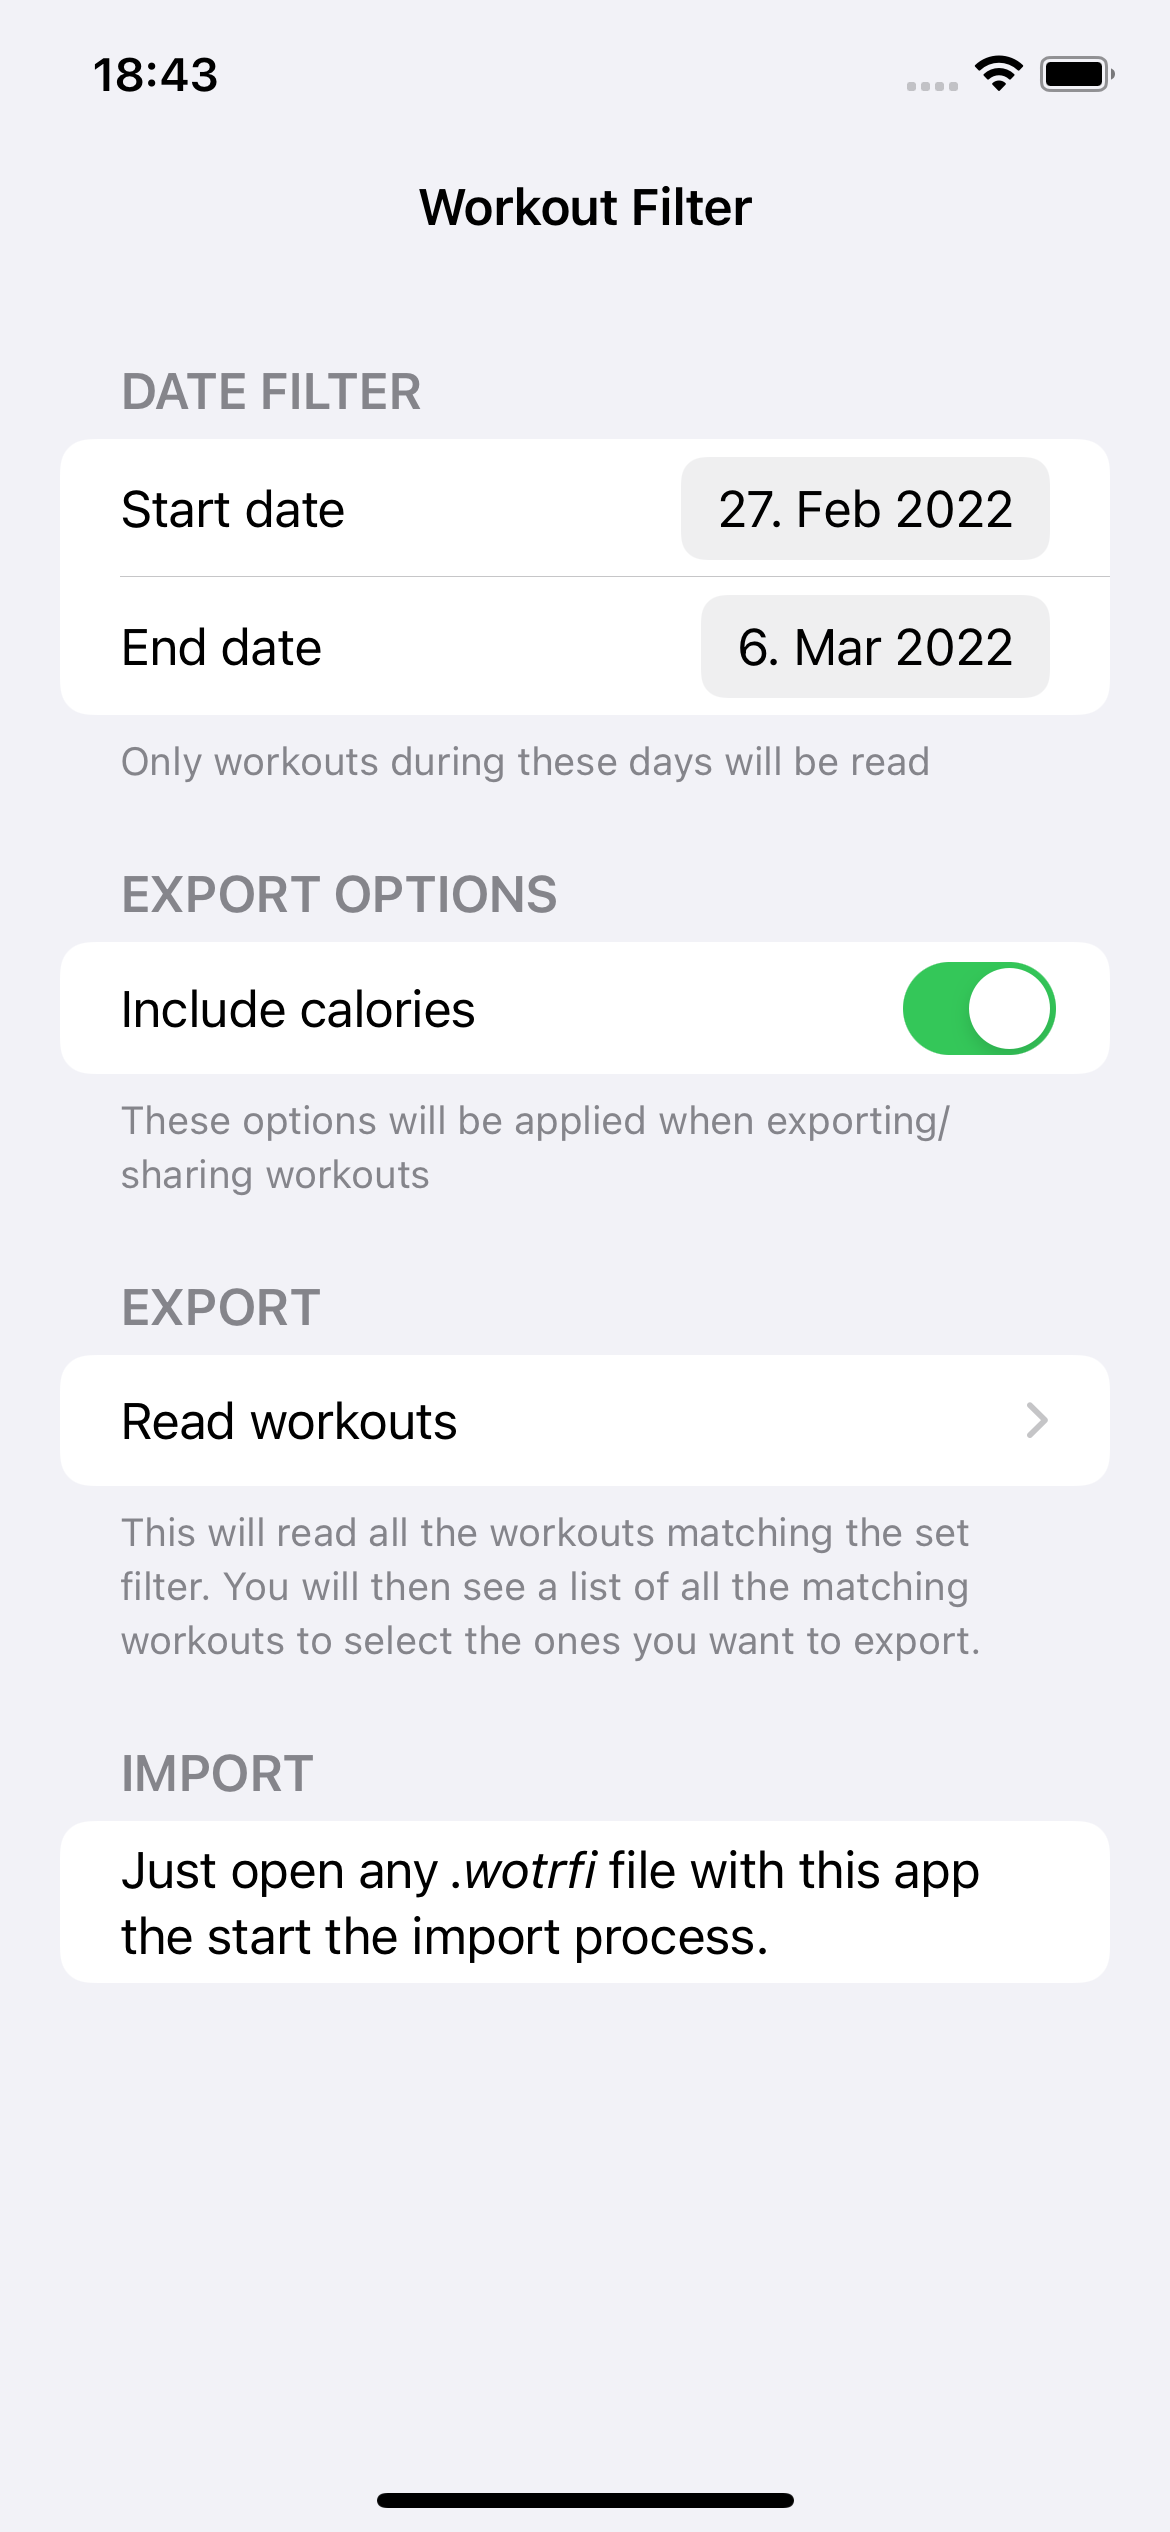 18:43
Workout Filter
DATE FILTER
Start date 27. Feb 2022
End date 6. Mar 2022
Only workouts during these days will be read
EXPORT OPTIONS
Include calories
These options will be applied when exporting/
sharing workouts
EXPORT
Read workouts
This will read all the workouts matching the set
filter. You will then see a list of all the matching
workouts to select the ones you want to export.
IMPORT
Just open any .wotrfi file with this app
the start the import process.